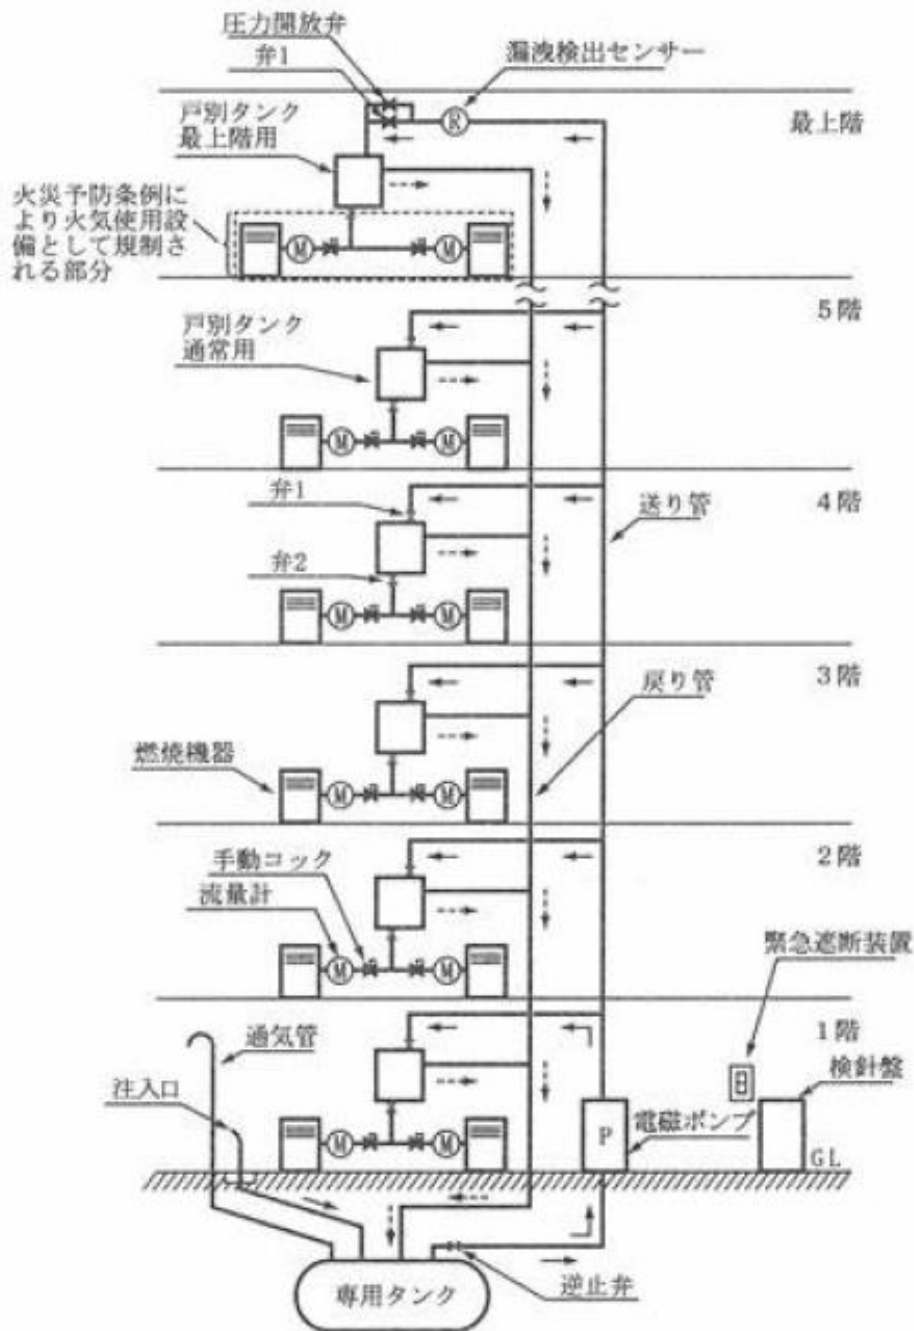 圧力開放弁
弁1
漏洩検出センサー
戸別タンク
最上階用
R
最上階
火災予防条例に
より火気使用設
備として規制さ
れる部分
M
M
5階
戸別タンク
通常用
M
M
弁1
送り管
4階
弁2
M
M
戻り管
3階
燃焼機器
M
M
手動コック
2階
流量計
M
M
緊急遮断装置
通気管
1階
検針盤
注入口
電磁ポンプ
P
M
M
GL
専用タンク
逆止弁